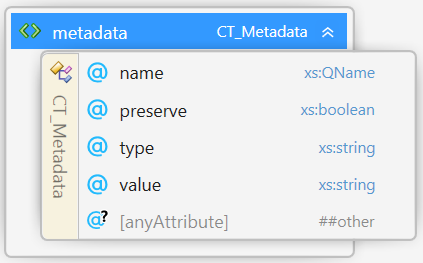 metadata CT_Metadata
CT_Metadata
@ name xs:QName
@ preserve xs:boolean
@ type xs:string
@ value xs:string
@? [anyAttribute] ##other